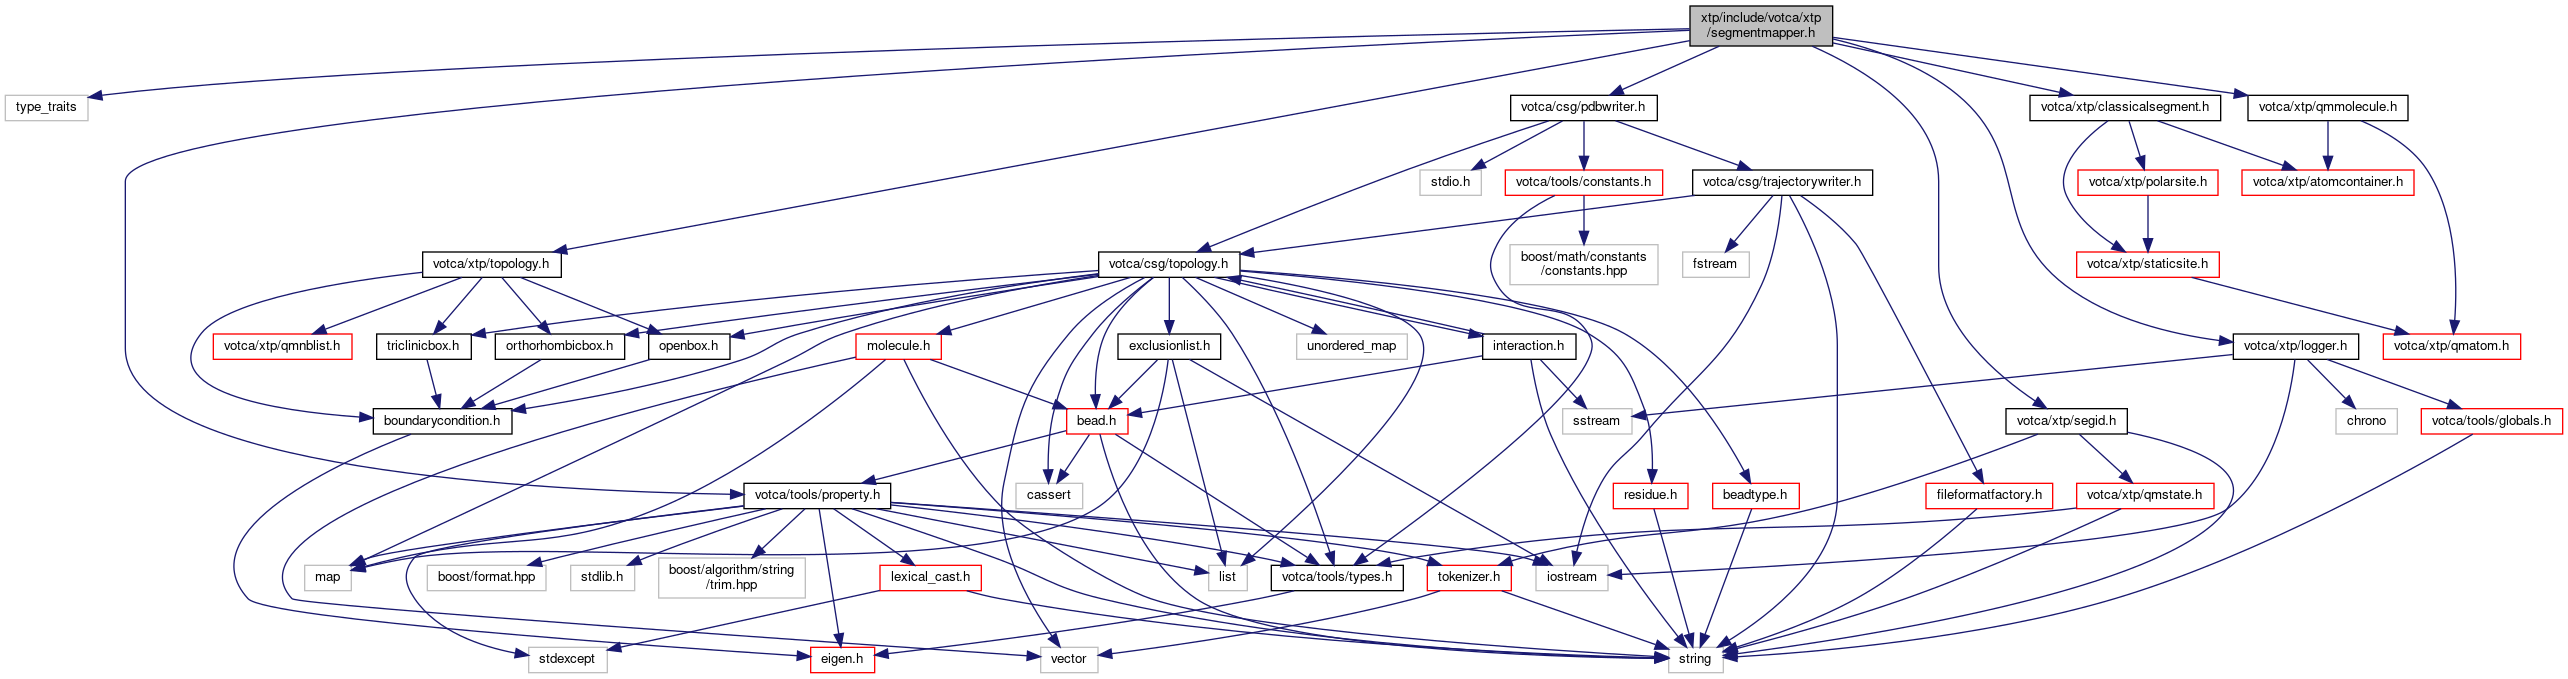 xtp/include/votca/xtp
/segmentmapper.h
type_traits
votca/csg/pdbwriter.h
votca/xtp/classicalsegment.h
votca/xtp/qmmolecule.h
stdio.h
votca/tools/constants.h
votca/csg/trajectorywriter.h
votca/xtp/polarsite.h
votca/xtp/atomcontainer.h
votca/xtp/topology.h
votca/csg/topology.h
boost/math/constants
/constants.hpp
fstream
votca/xtp/staticsite.h
votca/xtp/qmnblist.h
triclinicbox.h
orthorhombicbox.h
openbox.h
molecule.h
exclusionlist.h
unordered_map
interaction.h
votca/xtp/logger.h
votca/xtp/qmatom.h
boundarycondition.h
bead.h
sstream
votca/xtp/segid.h
chrono
votca/tools/globals.h
votca/tools/property.h
cassert
residue.h
beadtype.h
fileformatfactory.h
votca/xtp/qmstate.h
map
boost/format.hpp
stdlib.h
boost/algorithm/string
/trim.hpp
lexical_cast.h
list
votca/tools/types.h
tokenizer.h
iostream
stdexcept
eigen.h
vector
string